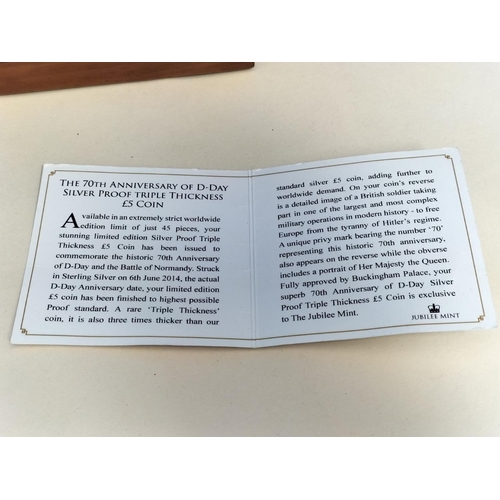 THE 70TH ANNIVERSARY OF D-DAY
SILVER PROOF TRIPLE THICKNESS
£5 COIN
Available in an extremely strict worldwide
edition limit of just 45 pieces, your
stunning limited edition Silver Proof Triple
Thickness £5 Coin has been issued to
commemorate the historic 70th Anniversary
of D-Day and the Battle of Normandy. Struck
in Sterling Silver on 6th June 2014, the actual
D-Day Anniversary date, your limited edition
£5 coin has been finished to highest possible
Proof standard. A rare 'Triple Thickness'
coin, it is also three times thicker than our
standard silver £5 coin, adding further to
worldwide demand. On your coin's reverse
is a detailed image of a British soldier taking
part in one of the largest and most complex
military operations in modern history - to free
Europe from the tyranny of Hitler's regime.
A unique privy mark bearing the number '70'
representing this historic 70th anniversary,
also appears on the reverse while the obverse
includes a portrait of Her Majesty the Queen.
Fully approved by Buckingham Palace, your
superb 70th Anniversary of D-Day Silver
Proof Triple Thickness £5 Coin is exclusive
to The Jubilee Mint.
JUBILEE MINT